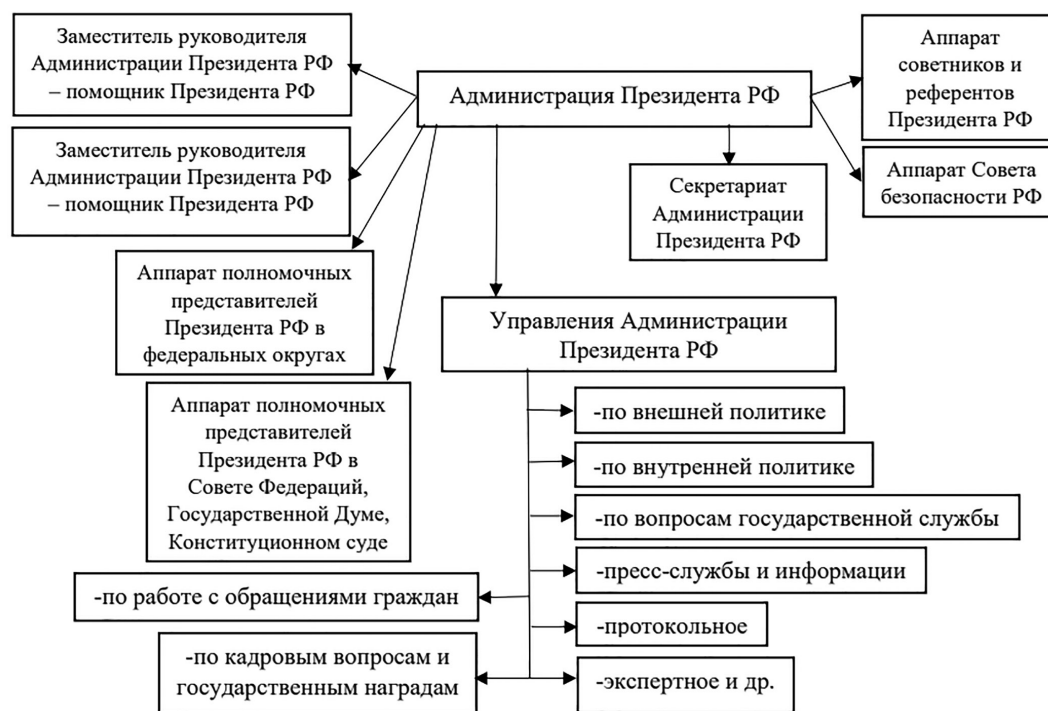 Заместитель руководителя
Администрации Президента РФ
– помощник Президента РФ
Администрация Президента РФ
Аппарат
советников и
референтов
Президента РФ
Заместитель руководителя
Администрации Президента РФ
– помощник Президента РФ
Секретариат
Администрации
Президента РФ
Аппарат Совета
безопасности РФ
Аппарат полномочных
представителей
Президента РФ в
федеральных округах
Управления Администрации
Президента РФ
Аппарат полномочных
представителей
Президента РФ в
Совете Федераций,
Государственной Думе,
Конституционном суде
-по внешней политике
-по внутренней политике
-по вопросам государственной службы
-пресс-службы и информации
-по работе с обращениями граждан
-протокольное
-по кадровым вопросам и
государственным наградам
-экспертное и др.